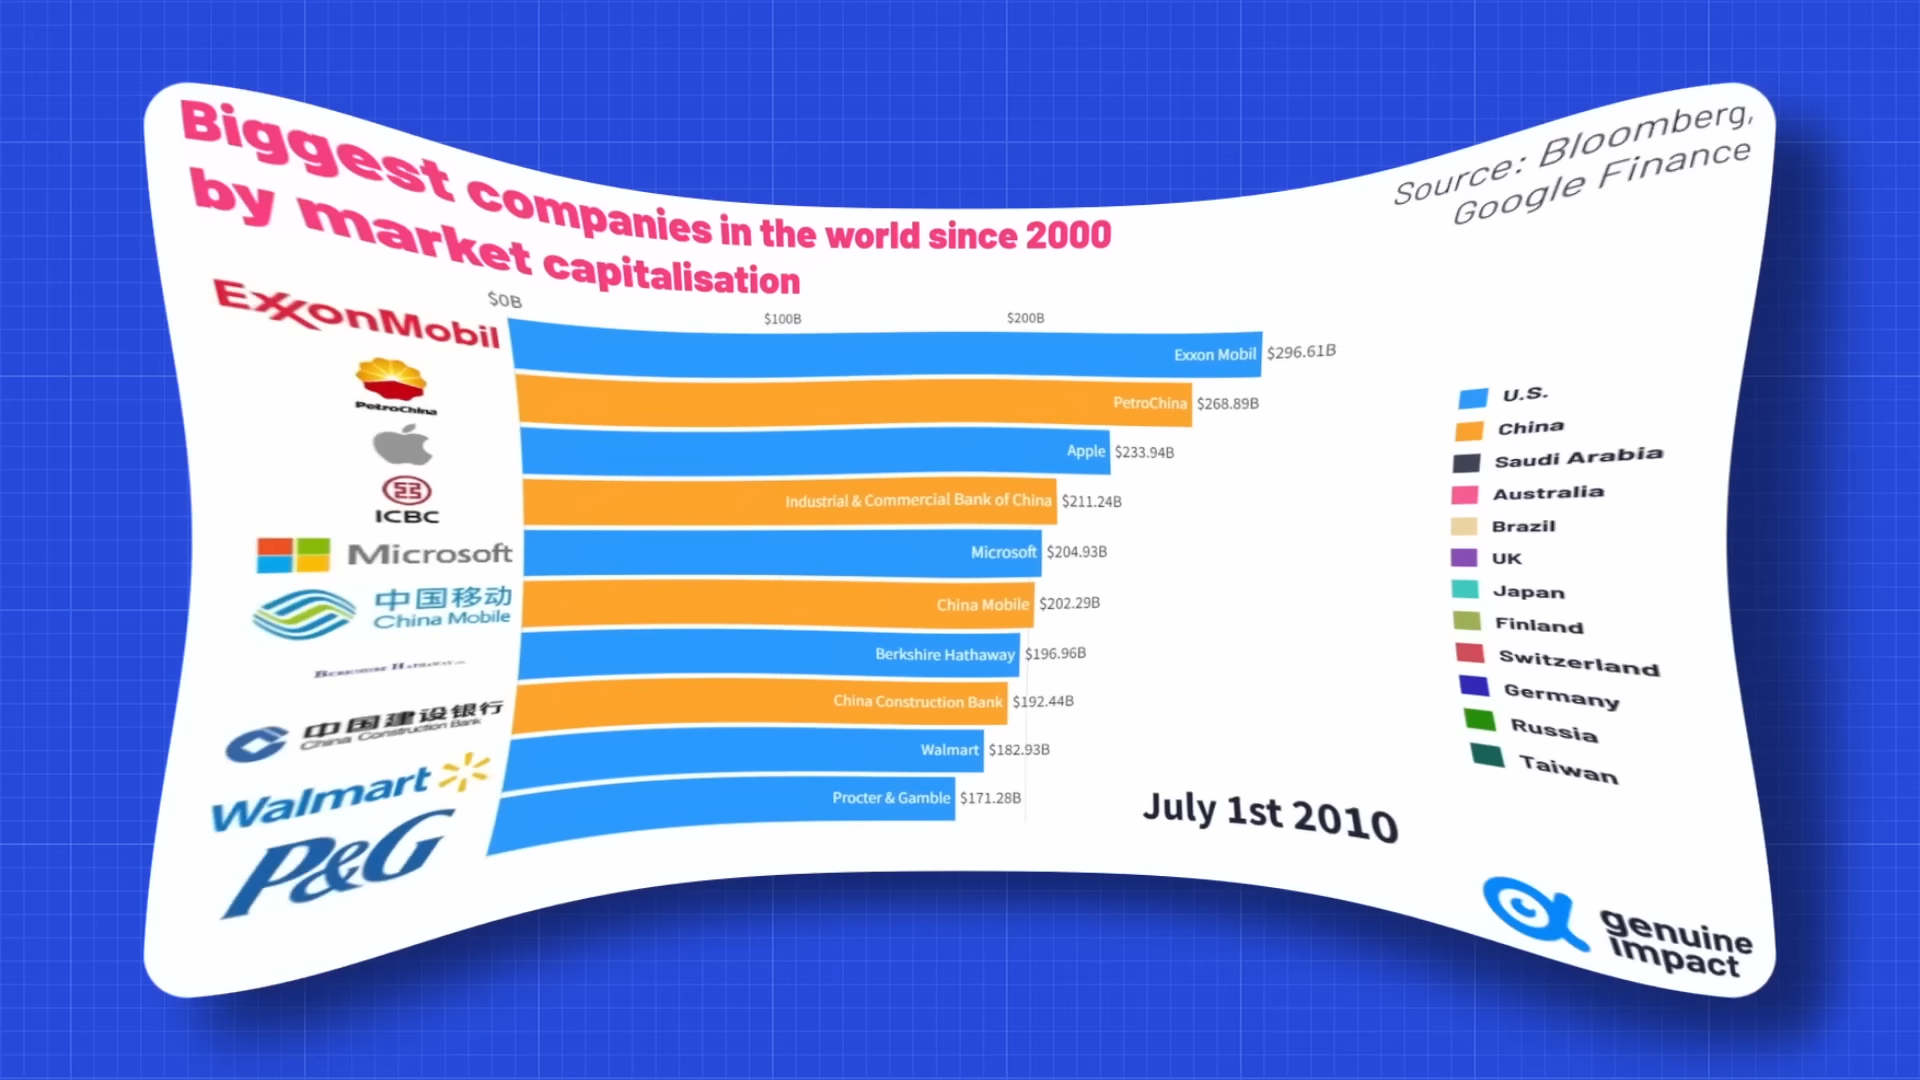 Biggest companies in the world since 2000
by market capitalisation
Source: Bloomberg,
Google Finance
$0B
$100B
$200B
ExxonMobil
Exxon Mobil
$296.61B
PetroChina
PetroChina
$268.89B
Apple
$233.94B
ICBC
Industrial & Commercial Bank of China
$211.24B
Microsoft
Microsoft
$204.93B
中国移动
China Mobile
China Mobile
$202.29B
Berkshire Hathaway
Berkshire Hathaway
$196.96B
中国建设银行
China Construction Bank
China Construction Bank
$192.44B
Walmart
Walmart
$182.93B
P&G
Procter & Gamble
$171.28B
U.S.
China
Saudi Arabia
Australia
Brazil
UK
Japan
Finland
Switzerland
Germany
Russia
Taiwan
July 1st 2010
genuine
impact